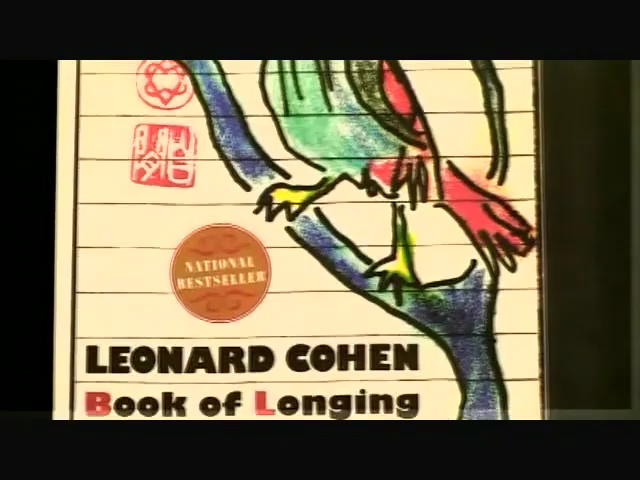 NATIONAL
BESTSELLER
LEONARD COHEN
Book of Longing